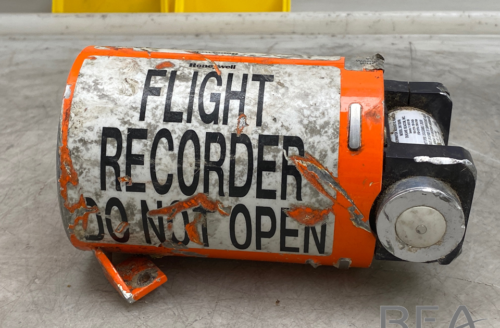 Honeywell
FLIGHT
RECORDER
DO NOT OPEN
BEA